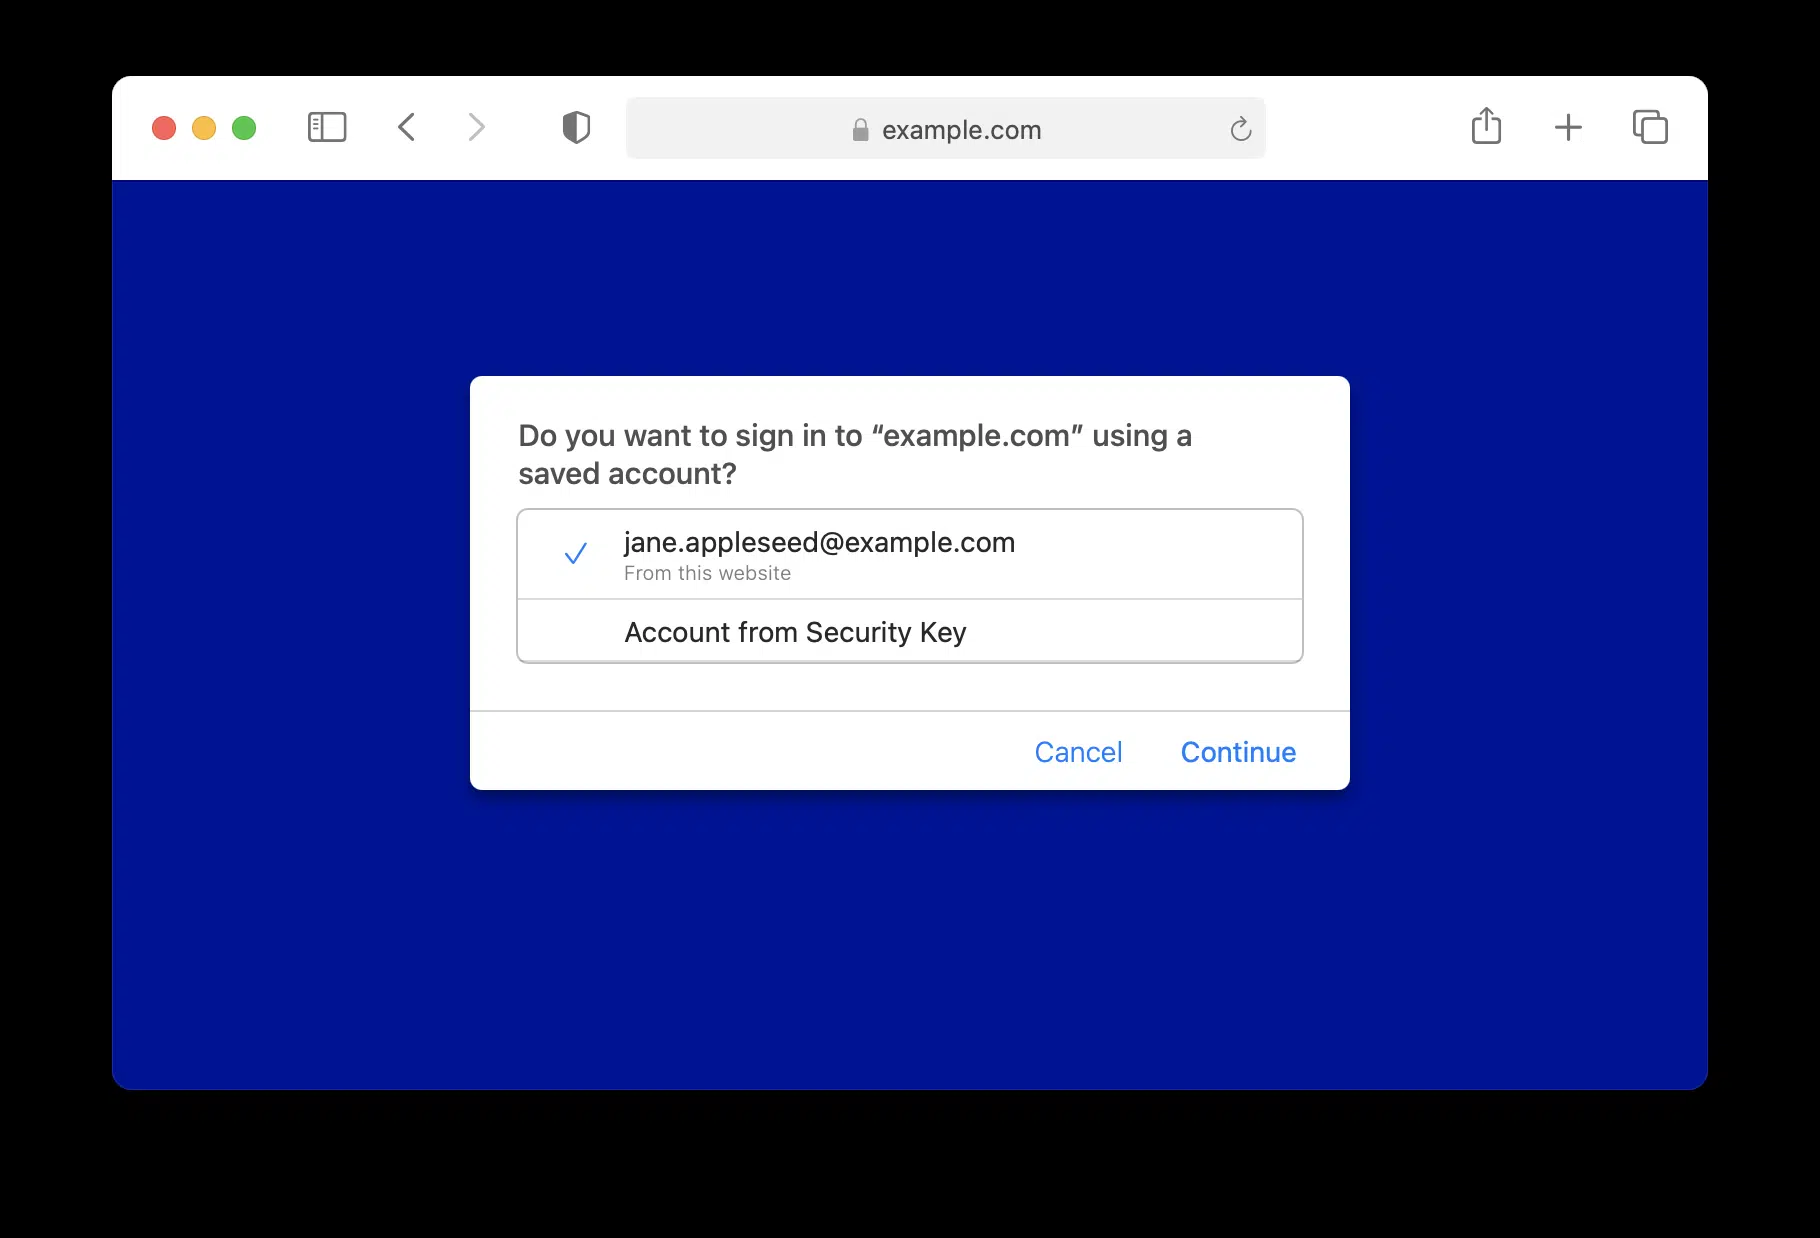 example.com
Do you want to sign in to “example.com” using a
saved account?
jane.appleseed@example.com
From this website
Account from Security Key
Cancel Continue